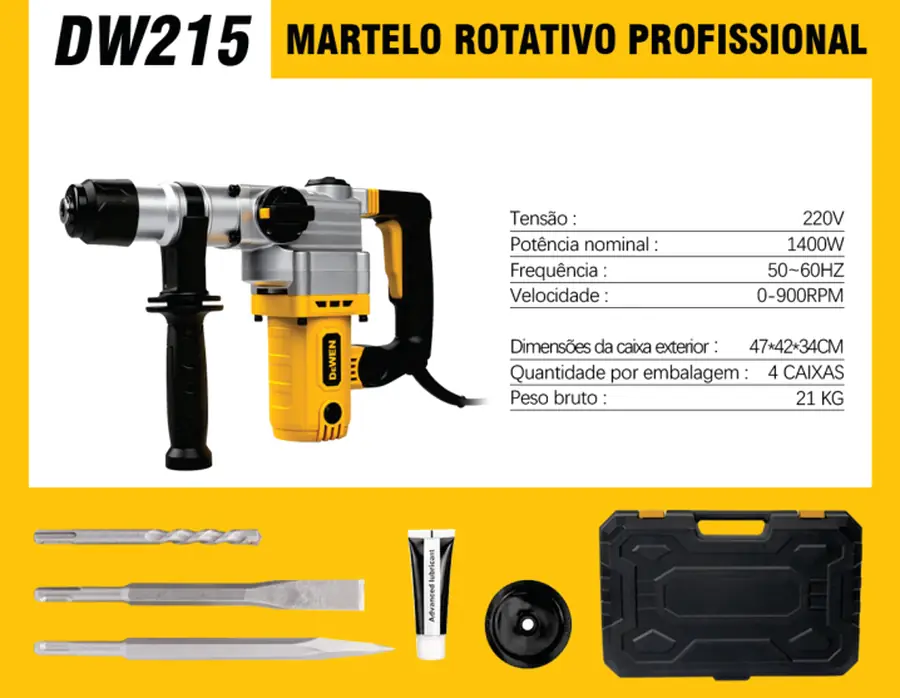 DW215
MARTELO ROTATIVO PROFISSIONAL
Tensão : 220V
Potência nominal : 1400W
Frequência : 50~60HZ
Velocidade : 0-900RPM
Dimensões da caixa exterior : 47*42*34CM
Quantidade por embalagem : 4 CAIXAS
Peso bruto : 21 KG
DEWEN
Advanced lubricant